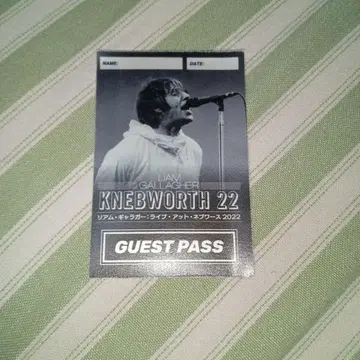 NAME: DATE:
LIAM
GALLAGHER
KNEBWORTH 22
リアム・ギャラガー:ライブ・アット・ネブワース 2022
GUEST PASS